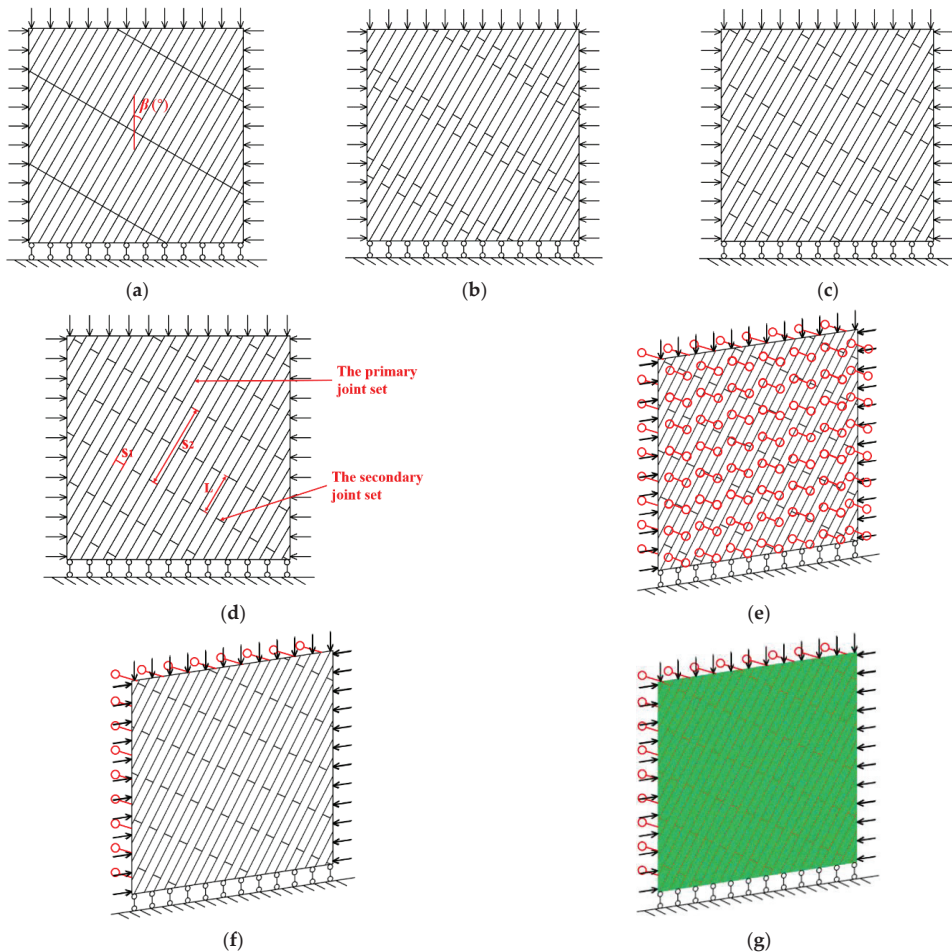 β(°)
(a)
(b)
(c)
The primary
joint set
S1
S2
L
The secondary
joint set
(d)
(e)
(f)
(g)